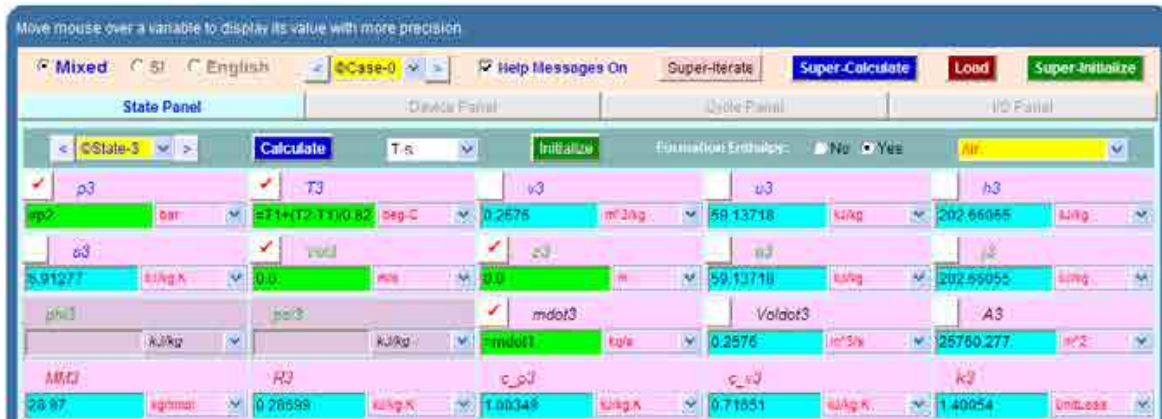 Move mouse over a variable to display its value with more precision.
Mixed SI English < ©Case-0 > Help Messages On Super-Iterate Super-Calculate Load Super-Initialize
State Panel Device Panel Cycle Panel I/O Panel
< ©State-3 > Calculate T-s Initialize Formation Enthalpy: No Yes Air
p3 T3 v3 u3 h3
=p2 bar =T1+(T2-T1)/0.82 deg-C 0.2576 m^3/kg 59.13718 kJ/kg 202.66055 kJ/kg
s3 Vel3 z3 e3 j3
6.91277 kJ/kg.K 0.0 m/s 0.0 m 59.13718 kJ/kg 202.66055 kJ/kg
phi3 psi3 mdot3 Voldot3 A3
kJ/kg kJ/kg =mdot1 kg/s 0.2576 m^3/s 25760.277 m^2
MM3 R3 c_p3 c_v3 k3
28.97 kg/kmol 0.28699 kJ/kg.K 1.00349 kJ/kg.K 0.71651 kJ/kg.K 1.40054 UnitLess